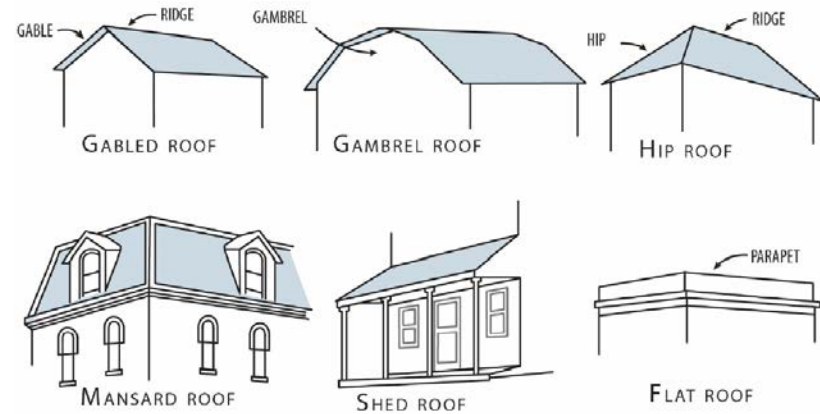 GABLE
RIDGE
GABLED ROOF
GAMBREL
GAMBREL ROOF
HIP
RIDGE
HIP ROOF
MANSARD ROOF
SHED ROOF
PARAPET
FLAT ROOF